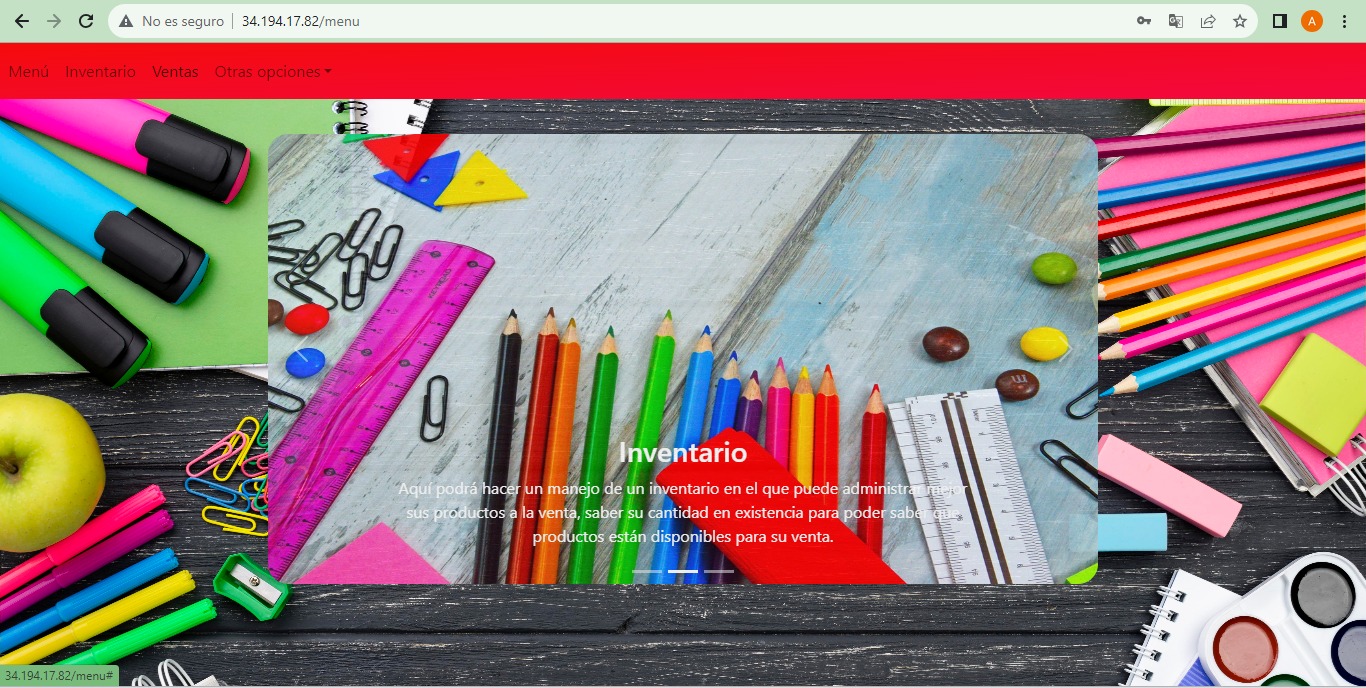 No es seguro 34.194.17.82/menu
A
Menú Inventario Ventas Otras opciones
Inventario
Aquí podrá hacer un manejo de un inventario en el que puede administrar mejor
sus productos a la venta, saber su cantidad en existencia para poder saber que
productos están disponibles para su venta.
34.194.17.82/menu#